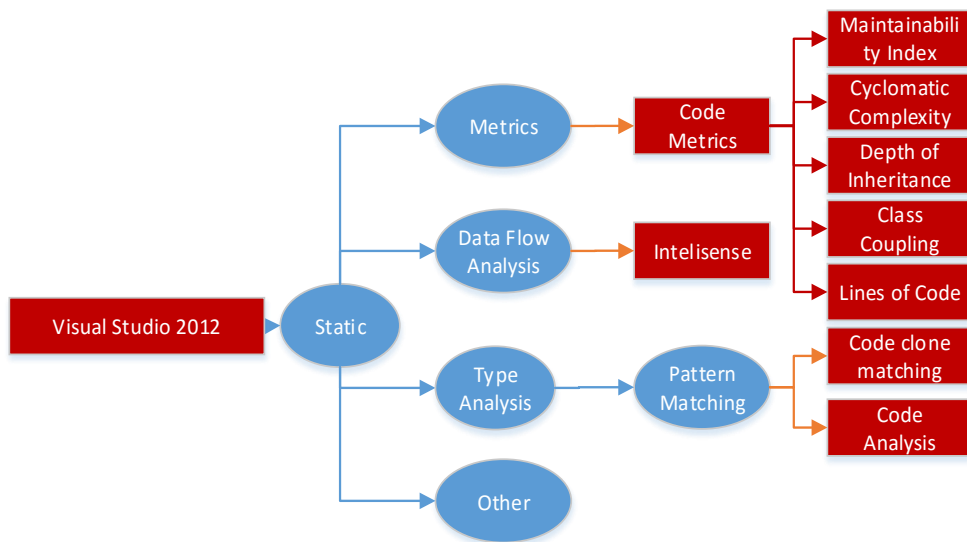 Maintainabili
ty Index
Cyclomatic
Complexity
Metrics
Code
Metrics
Depth of
Inheritance
Class
Coupling
Data Flow
Analysis
Intelisense
Lines of Code
Visual Studio 2012
Static
Code clone
matching
Type
Analysis
Pattern
Matching
Code
Analysis
Other